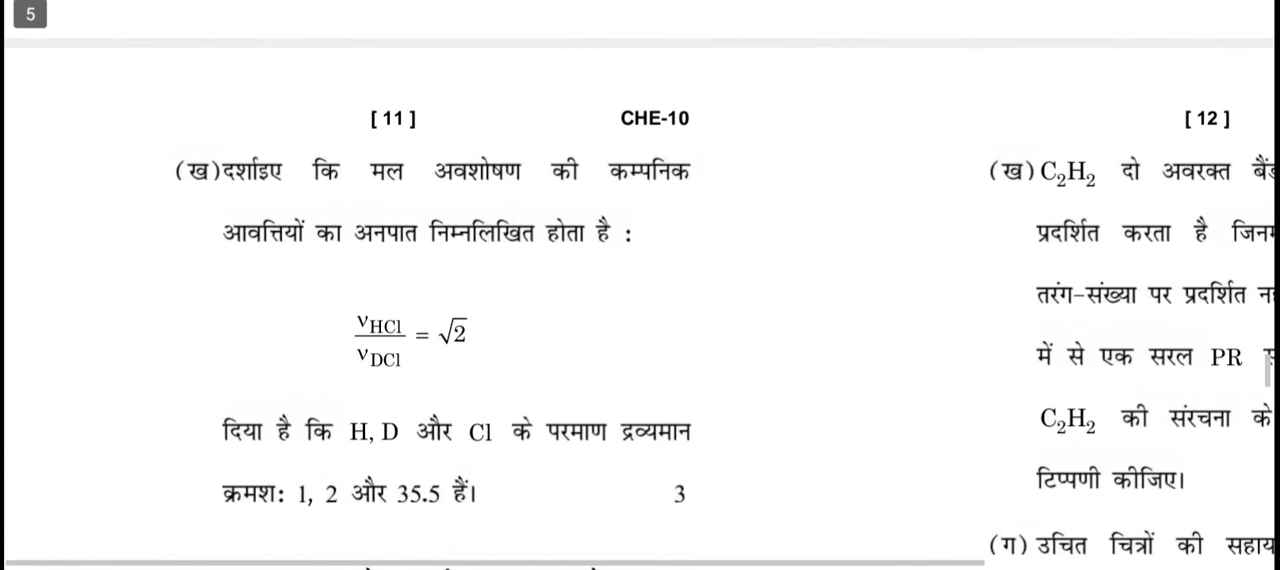 5
[ 11 ] CHE-10
(ख) दर्शाइए कि मल अवशोषण की कम्पनिक
आवत्तियों का अनपात निम्नलिखित होता है :
ν_HCl / ν_DCl = √2
दिया है कि H, D और Cl के परमाण द्रव्यमान
क्रमश: 1, 2 और 35.5 हैं। 3
[ 12 ]
(ख) C₂H₂ दो अवरक्त
प्रदर्शित करता है
तरंग-संख्या पर प्रदर्शित
में से एक सरल PR
C₂H₂ की संरचना के
टिप्पणी कीजिए।
(ग) उचित चित्रों की